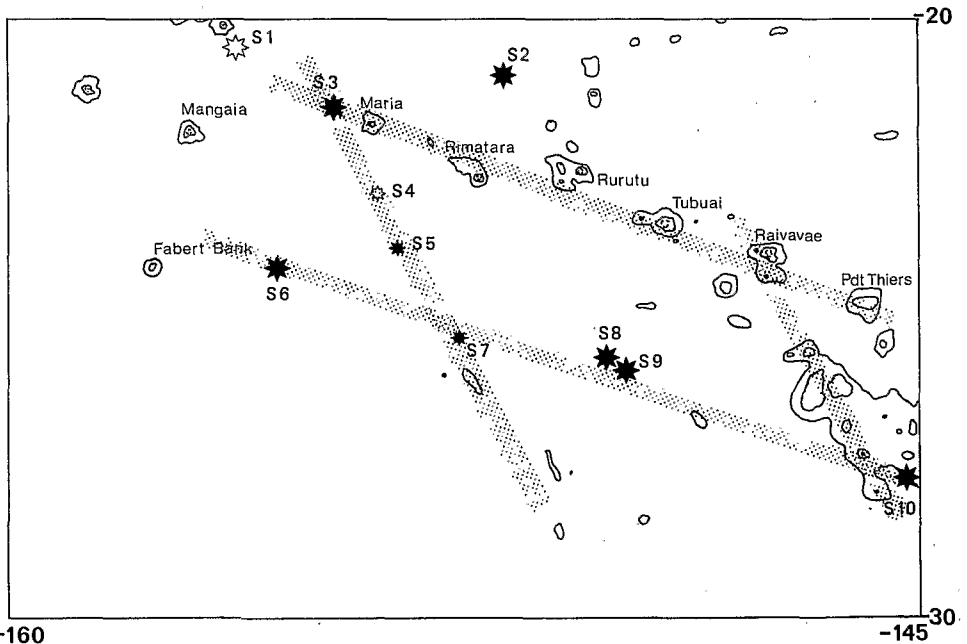 -20
S1
S2
S3
Maria
Mangaia
Rimatara
Rurutu
S4
Tubuai
S5
Raivavae
Fabert Bank
Pdt Thiers
S6
S8
S7
S9
S10
-30
-160
-145